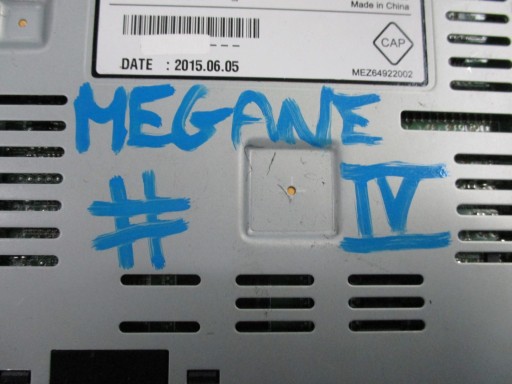 Made in China
CAP
DATE : 2015.06.05
MEZ64922002
MEGANE
# IV